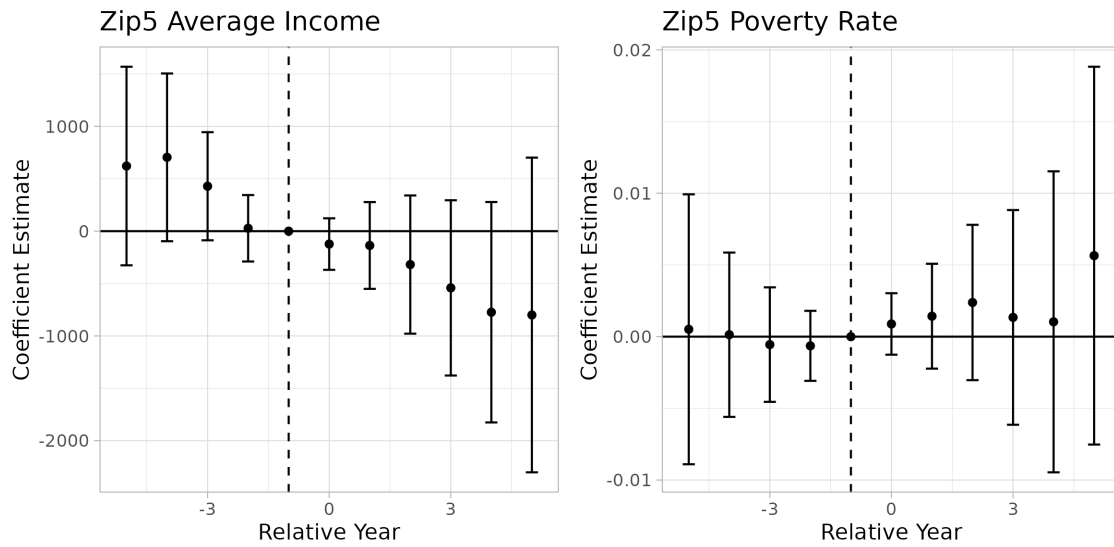 Zip5 Average Income
Coefficient Estimate
1000
0
-1000
-2000
-3
0
3
Relative Year
Zip5 Poverty Rate
Coefficient Estimate
0.02
0.01
0.00
-0.01
-3
0
3
Relative Year